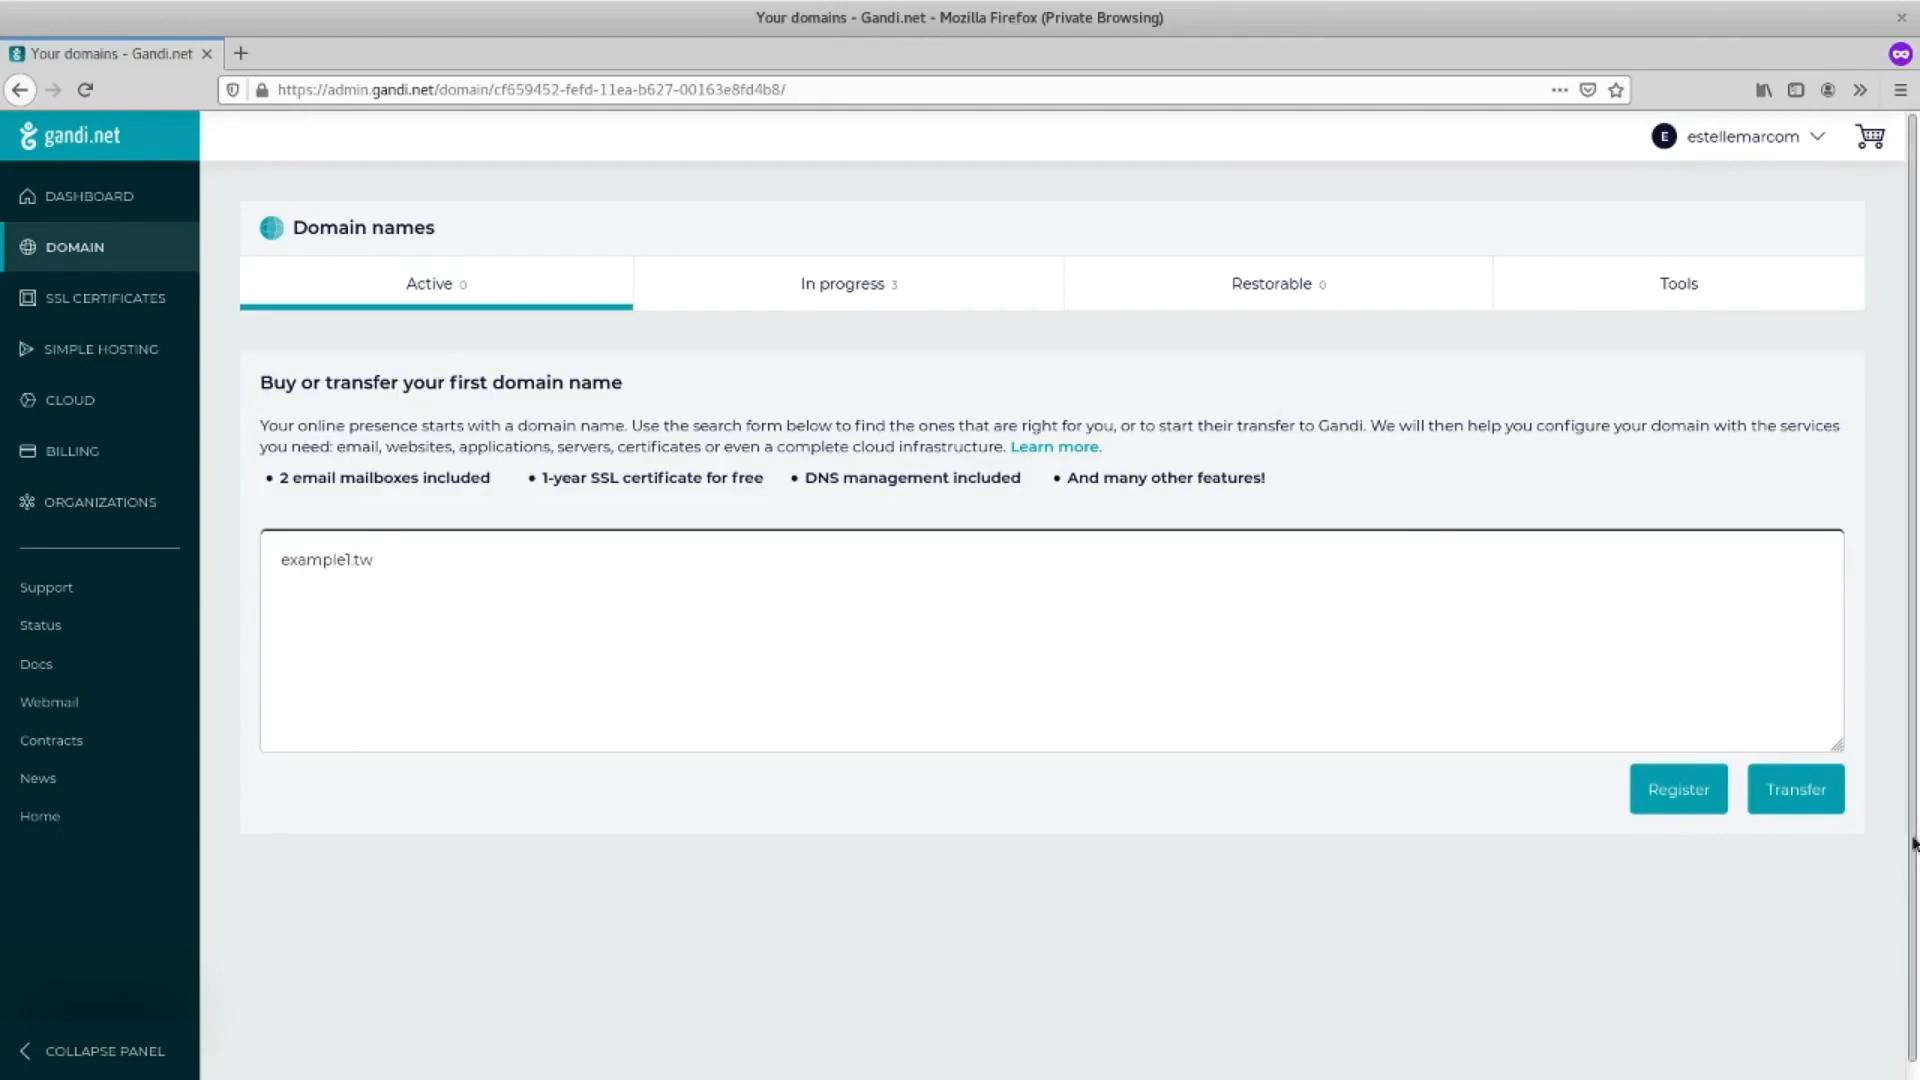 Your domains - Gandi.net - Mozilla Firefox (Private Browsing)
Your domains - Gandi.net
https://admin.gandi.net/domain/cf659452-fefd-11ea-b627-00163e8fd4b8/
gandi.net
E estellemarcom
DASHBOARD
DOMAIN
SSL CERTIFICATES
SIMPLE HOSTING
CLOUD
BILLING
ORGANIZATIONS
Support
Status
Docs
Webmail
Contracts
News
Home
COLLAPSE PANEL
Domain names
Active 0 In progress 3 Restorable 0 Tools
Buy or transfer your first domain name
Your online presence starts with a domain name. Use the search form below to find the ones that are right for you, or to start their transfer to Gandi. We will then help you configure your domain with the services
you need: email, websites, applications, servers, certificates or even a complete cloud infrastructure. Learn more.
• 2 email mailboxes included • 1-year SSL certificate for free • DNS management included • And many other features!
example1.tw
Register Transfer